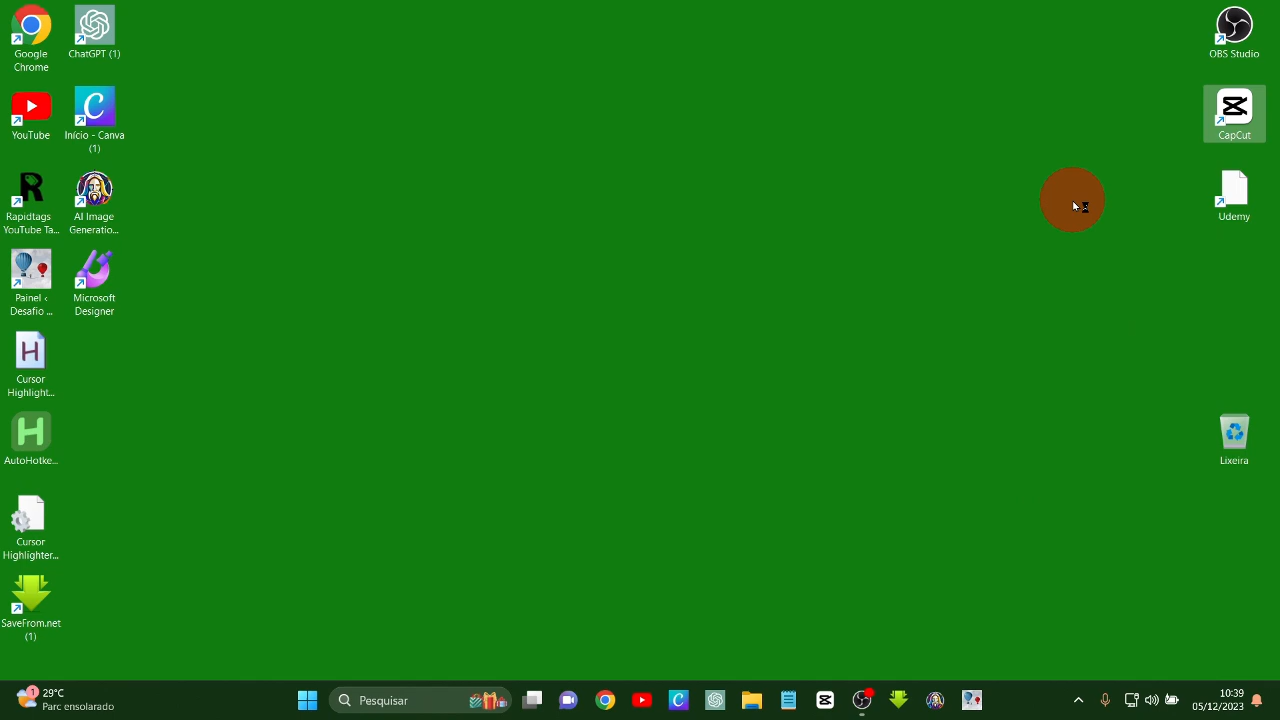 Google
Chrome
ChatGPT (1)
YouTube
Início - Canva
(1)
Rapidtags
YouTube Ta...
AI Image
Generatio...
Painel ‹
Desafio ...
Microsoft
Designer
Cursor
Highlight...
AutoHotke...
Cursor
Highlighter...
SaveFrom.net
(1)
OBS Studio
CapCut
Udemy
Lixeira
1
29°C
Parc ensolarado
Pesquisar
10:39
05/12/2023